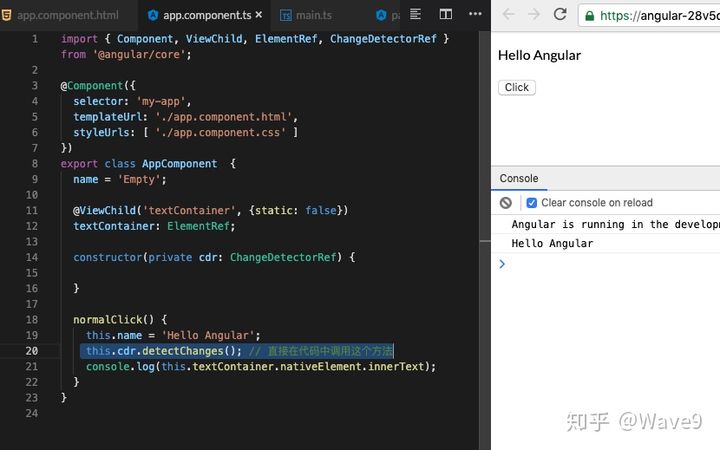 app.component.html
app.component.ts
main.ts
1 import { Component, ViewChild, ElementRef, ChangeDetectorRef }
from '@angular/core';
2
3 @Component({
4 selector: 'my-app',
5 templateUrl: './app.component.html',
6 styleUrls: [ './app.component.css' ]
7 })
8 export class AppComponent  {
9 name = 'Empty';
10
11 @ViewChild('textContainer', {static: false})
12 textContainer: ElementRef;
13
14 constructor(private cdr: ChangeDetectorRef) {
15
16 }
17
18 normalClick() {
19 this.name = 'Hello Angular';
20 this.cdr.detectChanges(); // 直接在代码中调用这个方法
21 console.log(this.textContainer.nativeElement.innerText);
22 }
23 }
24
https://angular-28v5c
Hello Angular
Click
Console
Clear console on reload
Angular is running in the developm
Hello Angular
知乎 @Wave9